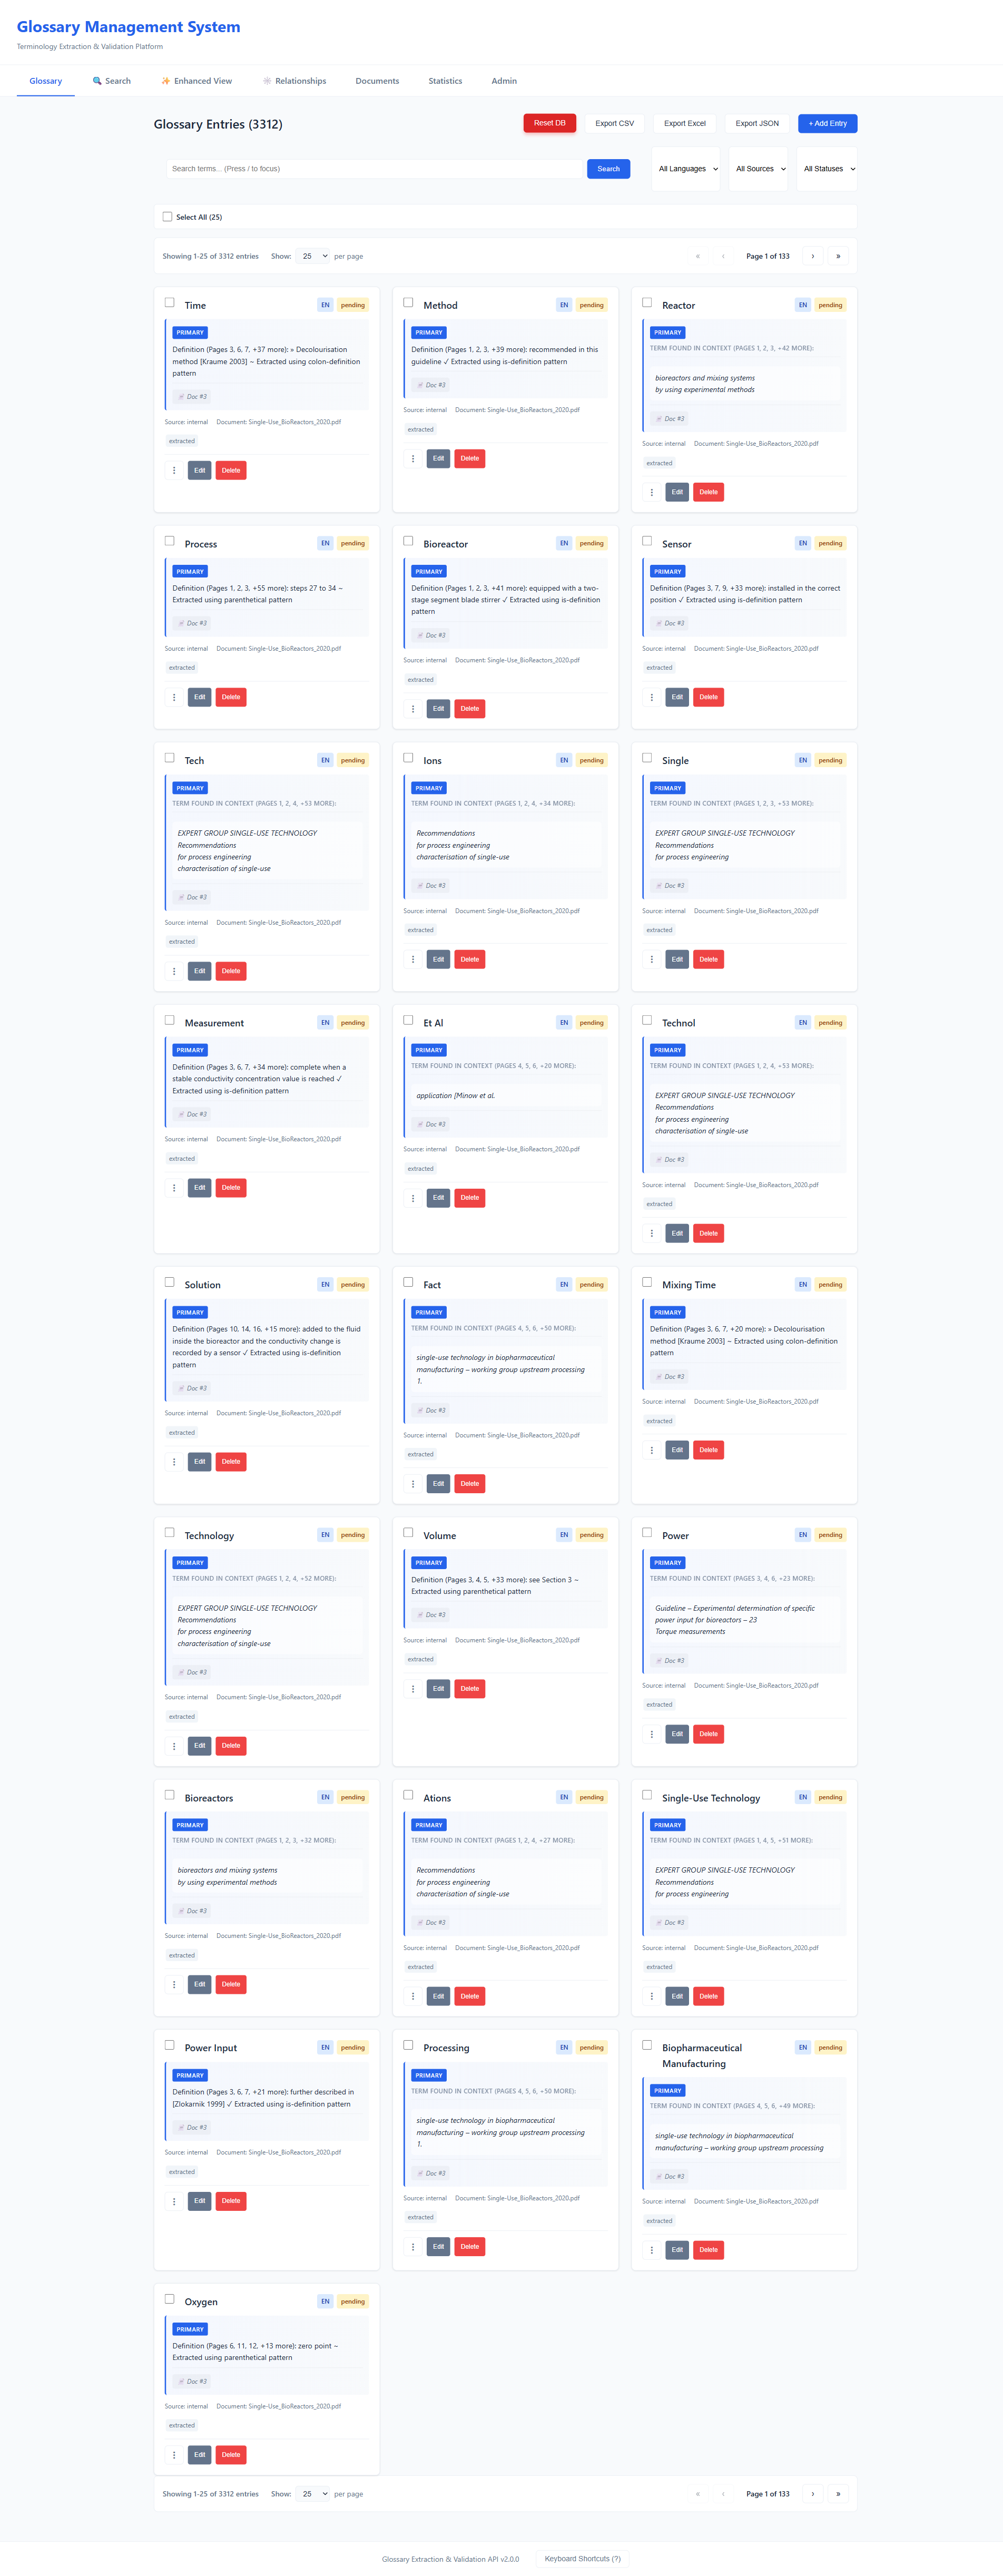 Glossary Management System
Terminology Extraction & Validation Platform
Glossary
Search
Enhanced View
Relationships
Documents
Statistics
Admin
Glossary Entries (3312)
Reset DB
Export CSV
Export Excel
Export JSON
+ Add Entry
Search terms... (Press / to focus)
Search
All Languages
All Sources
All Statuses
Select All (25)
Showing 1-25 of 3312 entries
Show: 25 per page
« ‹ Page 1 of 133 › »
Time
EN pending
PRIMARY
Definition (Pages 3, 6, 7, +37 more): » Decolourisation
method [Kraume 2003] ~ Extracted using colon-definition
pattern
Doc #3
Source: internal Document: Single-Use_BioReactors_2020.pdf
extracted
⋮ Edit Delete
Method
EN pending
PRIMARY
Definition (Pages 1, 2, 3, +39 more): recommended in this
guideline ✓ Extracted using is-definition pattern
Doc #3
Source: internal Document: Single-Use_BioReactors_2020.pdf
extracted
⋮ Edit Delete
Reactor
EN pending
PRIMARY
TERM FOUND IN CONTEXT (PAGES 1, 2, 3, +42 MORE):
bioreactors and mixing systems
by using experimental methods
Doc #3
Source: internal Document: Single-Use_BioReactors_2020.pdf
extracted
⋮ Edit Delete
Process
EN pending
PRIMARY
Definition (Pages 1, 2, 3, +55 more): steps 27 to 34 ~
Extracted using parenthetical pattern
Doc #3
Source: internal Document: Single-Use_BioReactors_2020.pdf
extracted
⋮ Edit Delete
Bioreactor
EN pending
PRIMARY
Definition (Pages 1, 2, 3, +41 more): equipped with a two-
stage segment blade stirrer ✓ Extracted using is-definition
pattern
Doc #3
Source: internal Document: Single-Use_BioReactors_2020.pdf
extracted
⋮ Edit Delete
Sensor
EN pending
PRIMARY
Definition (Pages 3, 7, 9, +33 more): installed in the correct
position ✓ Extracted using is-definition pattern
Doc #3
Source: internal Document: Single-Use_BioReactors_2020.pdf
extracted
⋮ Edit Delete
Tech
EN pending
PRIMARY
TERM FOUND IN CONTEXT (PAGES 1, 2, 4, +53 MORE):
EXPERT GROUP SINGLE-USE TECHNOLOGY
Recommendations
for process engineering
characterisation of single-use
Doc #3
Source: internal Document: Single-Use_BioReactors_2020.pdf
extracted
⋮ Edit Delete
Ions
EN pending
PRIMARY
TERM FOUND IN CONTEXT (PAGES 1, 2, 4, +34 MORE):
Recommendations
for process engineering
characterisation of single-use
Doc #3
Source: internal Document: Single-Use_BioReactors_2020.pdf
extracted
⋮ Edit Delete
Single
EN pending
PRIMARY
TERM FOUND IN CONTEXT (PAGES 1, 2, 3, +53 MORE):
EXPERT GROUP SINGLE-USE TECHNOLOGY
Recommendations
for process engineering
Doc #3
Source: internal Document: Single-Use_BioReactors_2020.pdf
extracted
⋮ Edit Delete
Measurement
EN pending
PRIMARY
Definition (Pages 3, 6, 7, +34 more): complete when a
stable conductivity concentration value is reached ✓
Extracted using is-definition pattern
Doc #3
Source: internal Document: Single-Use_BioReactors_2020.pdf
extracted
⋮ Edit Delete
Et Al
EN pending
PRIMARY
TERM FOUND IN CONTEXT (PAGES 4, 5, 6, +20 MORE):
application [Minow et al.
Doc #3
Source: internal Document: Single-Use_BioReactors_2020.pdf
extracted
⋮ Edit Delete
Technol
EN pending
PRIMARY
TERM FOUND IN CONTEXT (PAGES 1, 2, 4, +53 MORE):
EXPERT GROUP SINGLE-USE TECHNOLOGY
Recommendations
for process engineering
characterisation of single-use
Doc #3
Source: internal Document: Single-Use_BioReactors_2020.pdf
extracted
⋮ Edit Delete
Solution
EN pending
PRIMARY
Definition (Pages 10, 14, 16, +15 more): added to the fluid
inside the bioreactor and the conductivity change is
recorded by a sensor ✓ Extracted using is-definition
pattern
Doc #3
Source: internal Document: Single-Use_BioReactors_2020.pdf
extracted
⋮ Edit Delete
Fact
EN pending
PRIMARY
TERM FOUND IN CONTEXT (PAGES 4, 5, 6, +50 MORE):
single-use technology in biopharmaceutical
manufacturing – working group upstream processing
1.
Doc #3
Source: internal Document: Single-Use_BioReactors_2020.pdf
extracted
⋮ Edit Delete
Mixing Time
EN pending
PRIMARY
Definition (Pages 3, 6, 7, +20 more): » Decolourisation
method [Kraume 2003] ~ Extracted using colon-definition
pattern
Doc #3
Source: internal Document: Single-Use_BioReactors_2020.pdf
extracted
⋮ Edit Delete
Technology
EN pending
PRIMARY
TERM FOUND IN CONTEXT (PAGES 1, 2, 4, +52 MORE):
EXPERT GROUP SINGLE-USE TECHNOLOGY
Recommendations
for process engineering
characterisation of single-use
Doc #3
Source: internal Document: Single-Use_BioReactors_2020.pdf
extracted
⋮ Edit Delete
Volume
EN pending
PRIMARY
Definition (Pages 3, 4, 5, +33 more): see Section 3 ~
Extracted using parenthetical pattern
Doc #3
Source: internal Document: Single-Use_BioReactors_2020.pdf
extracted
⋮ Edit Delete
Power
EN pending
PRIMARY
TERM FOUND IN CONTEXT (PAGES 3, 4, 6, +23 MORE):
Guideline – Experimental determination of specific
power input for bioreactors – 23
Torque measurements
Doc #3
Source: internal Document: Single-Use_BioReactors_2020.pdf
extracted
⋮ Edit Delete
Bioreactors
EN pending
PRIMARY
TERM FOUND IN CONTEXT (PAGES 1, 2, 3, +32 MORE):
bioreactors and mixing systems
by using experimental methods
Doc #3
Source: internal Document: Single-Use_BioReactors_2020.pdf
extracted
⋮ Edit Delete
Ations
EN pending
PRIMARY
TERM FOUND IN CONTEXT (PAGES 1, 2, 4, +27 MORE):
Recommendations
for process engineering
characterisation of single-use
Doc #3
Source: internal Document: Single-Use_BioReactors_2020.pdf
extracted
⋮ Edit Delete
Single-Use Technology
EN pending
PRIMARY
TERM FOUND IN CONTEXT (PAGES 1, 4, 5, +51 MORE):
EXPERT GROUP SINGLE-USE TECHNOLOGY
Recommendations
for process engineering
Doc #3
Source: internal Document: Single-Use_BioReactors_2020.pdf
extracted
⋮ Edit Delete
Power Input
EN pending
PRIMARY
Definition (Pages 3, 6, 7, +21 more): further described in
[Zlokarnik 1999] ✓ Extracted using is-definition pattern
Doc #3
Source: internal Document: Single-Use_BioReactors_2020.pdf
extracted
⋮ Edit Delete
Processing
EN pending
PRIMARY
TERM FOUND IN CONTEXT (PAGES 4, 5, 6, +50 MORE):
single-use technology in biopharmaceutical
manufacturing – working group upstream processing
1.
Doc #3
Source: internal Document: Single-Use_BioReactors_2020.pdf
extracted
⋮ Edit Delete
Biopharmaceutical
Manufacturing
EN pending
PRIMARY
TERM FOUND IN CONTEXT (PAGES 4, 5, 6, +49 MORE):
single-use technology in biopharmaceutical
manufacturing – working group upstream processing
Doc #3
Source: internal Document: Single-Use_BioReactors_2020.pdf
extracted
⋮ Edit Delete
Oxygen
EN pending
PRIMARY
Definition (Pages 6, 11, 12, +13 more): zero point ~
Extracted using parenthetical pattern
Doc #3
Source: internal Document: Single-Use_BioReactors_2020.pdf
extracted
⋮ Edit Delete
Showing 1-25 of 3312 entries
Show: 25 per page
« ‹ Page 1 of 133 › »
Glossary Extraction & Validation API v2.0.0
Keyboard Shortcuts (?)